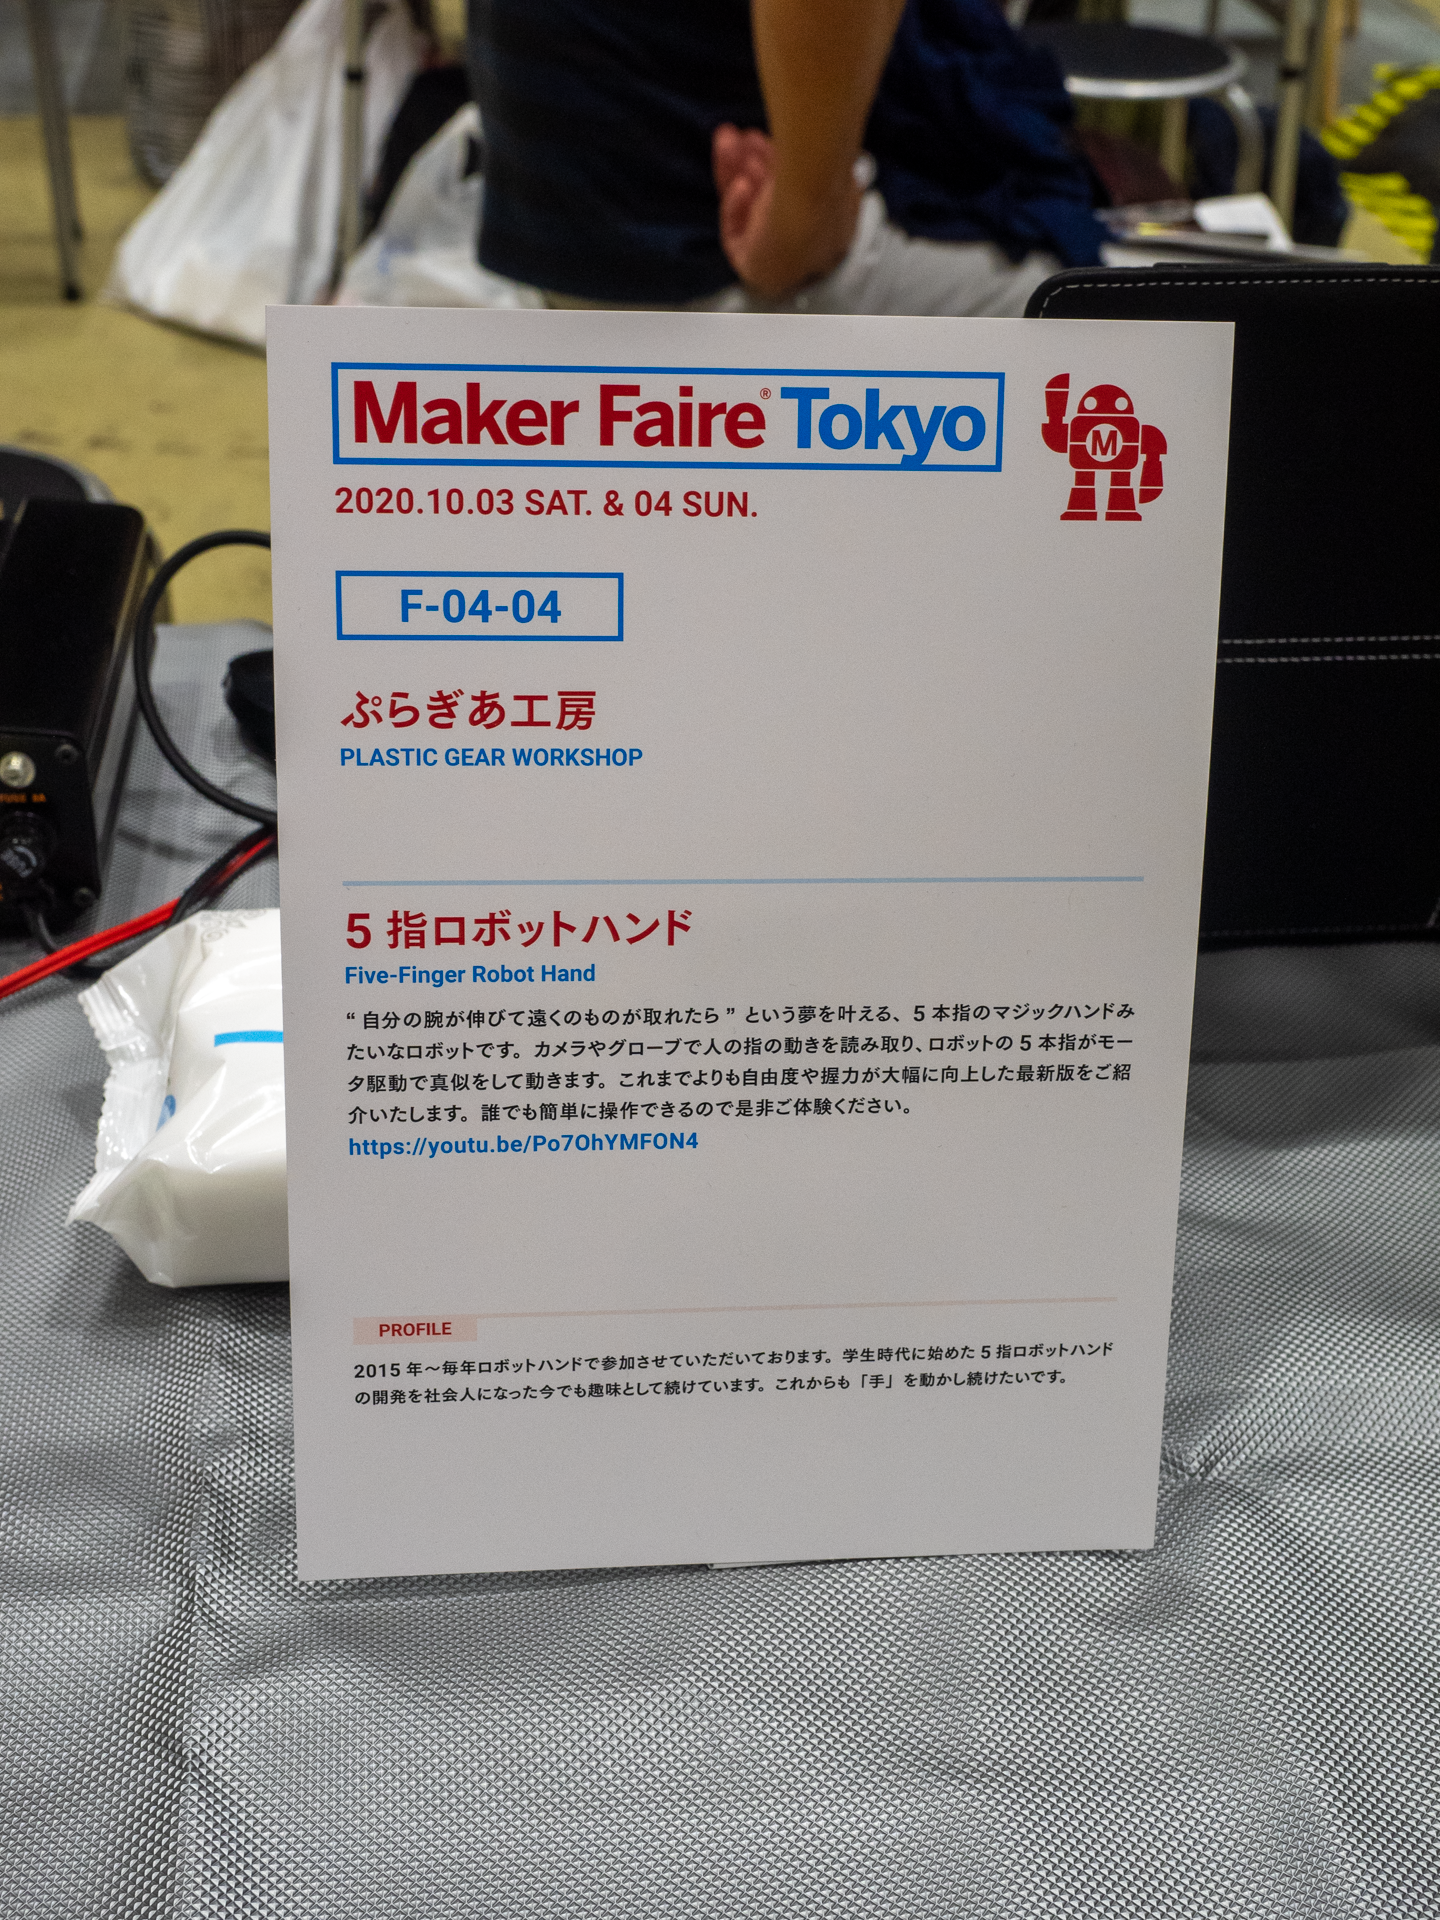 Maker Faire® Tokyo
M
2020.10.03 SAT. & 04 SUN.
F-04-04
ぷらぎあ工房
PLASTIC GEAR WORKSHOP
5 指ロボットハンド
Five-Finger Robot Hand
“ 自分の腕が伸びて遠くのものが取れたら ” という夢を叶える、5 本指のマジックハンドみ
たいなロボットです。カメラやグローブで人の指の動きを読み取り、ロボットの 5 本指がモー
タ駆動で真似をして動きます。これまでよりも自由度や握力が大幅に向上した最新版をご紹
介いたします。誰でも簡単に操作できるので是非ご体験ください。
https://youtu.be/Po7OhYMFON4
PROFILE
2015 年〜毎年ロボットハンドで参加させていただいております。学生時代に始めた 5 指ロボットハンド
の開発を社会人になった今でも趣味として続けています。これからも「手」を動かし続けたいです。